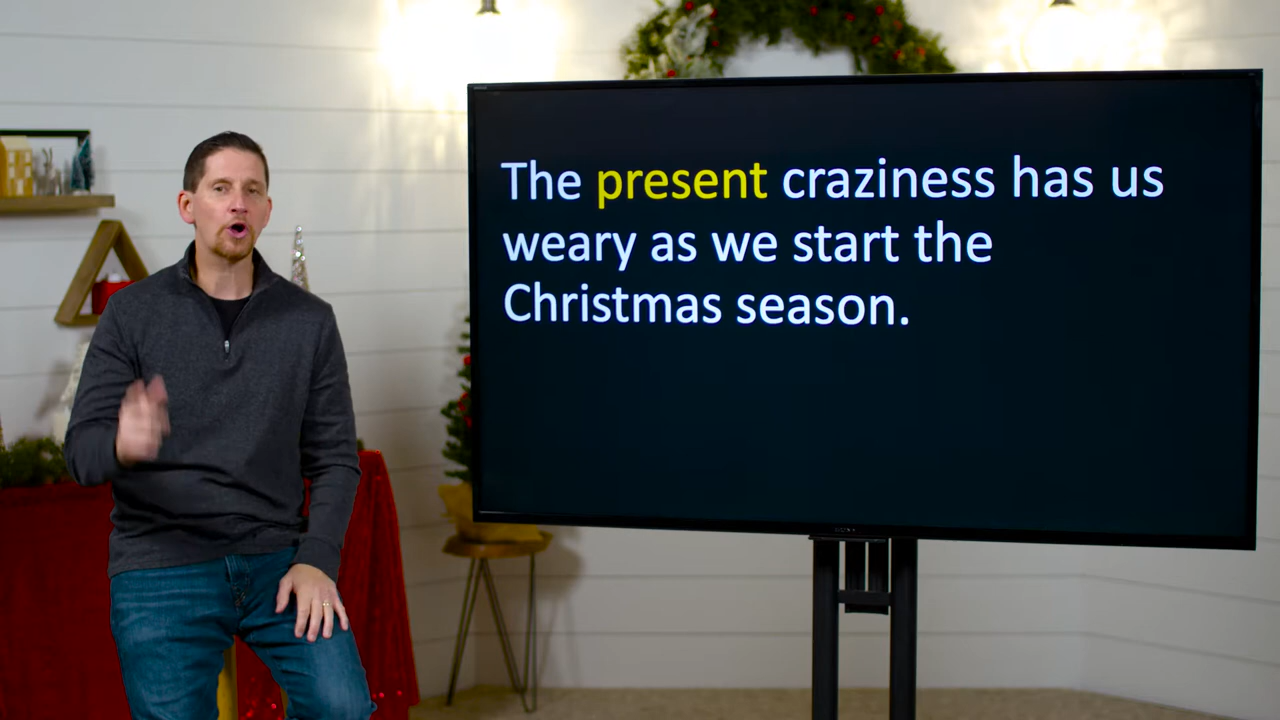 The present craziness has us
weary as we start the
Christmas season.